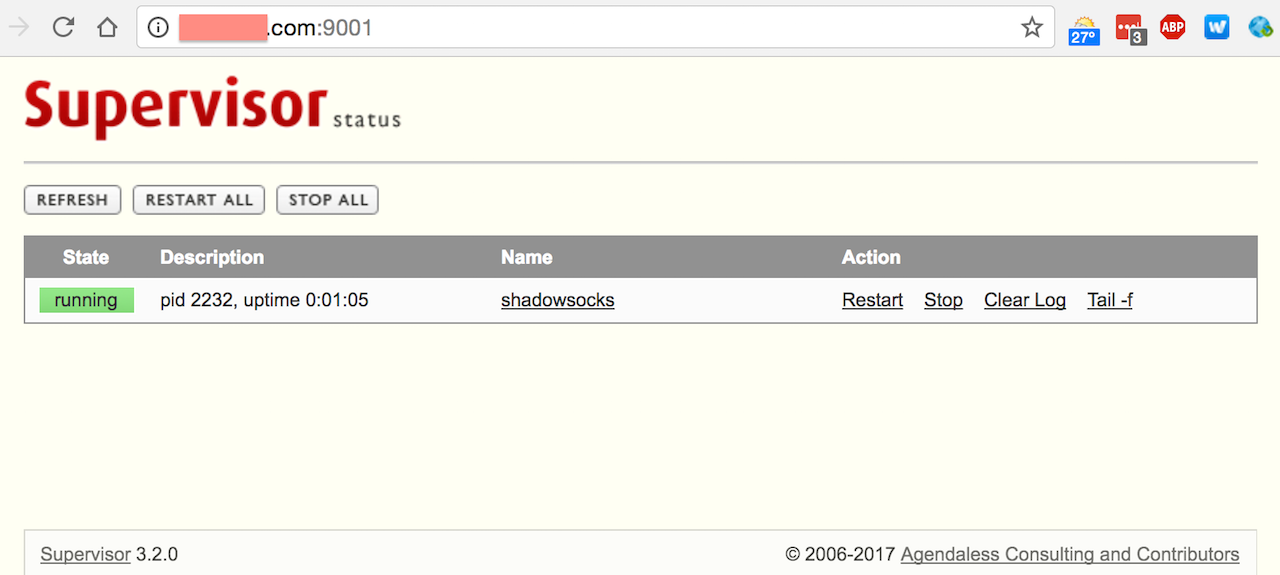 .com:9001
27°
3
ABP
W
Supervisor status
REFRESH RESTART ALL STOP ALL
State Description Name Action
running pid 2232, uptime 0:01:05 shadowsocks Restart Stop Clear Log Tail -f
Supervisor 3.2.0 © 2006-2017 Agendaless Consulting and Contributors